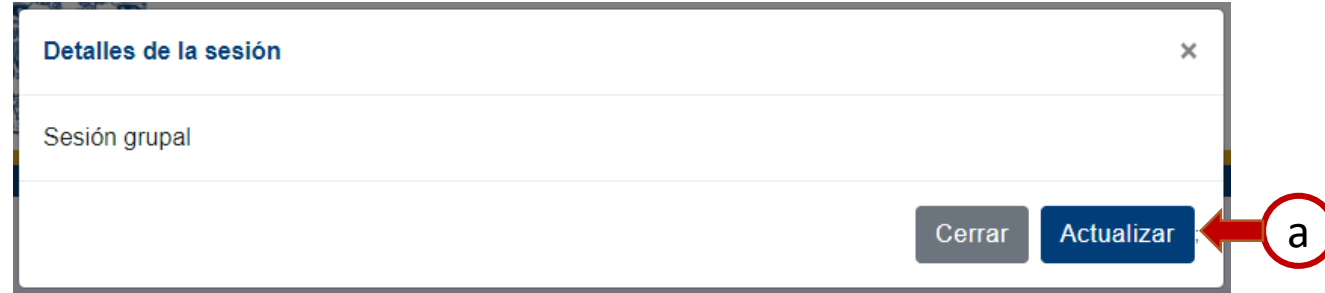 Detalles de la sesión ×
Sesión grupal
Cerrar Actualizar ;
a